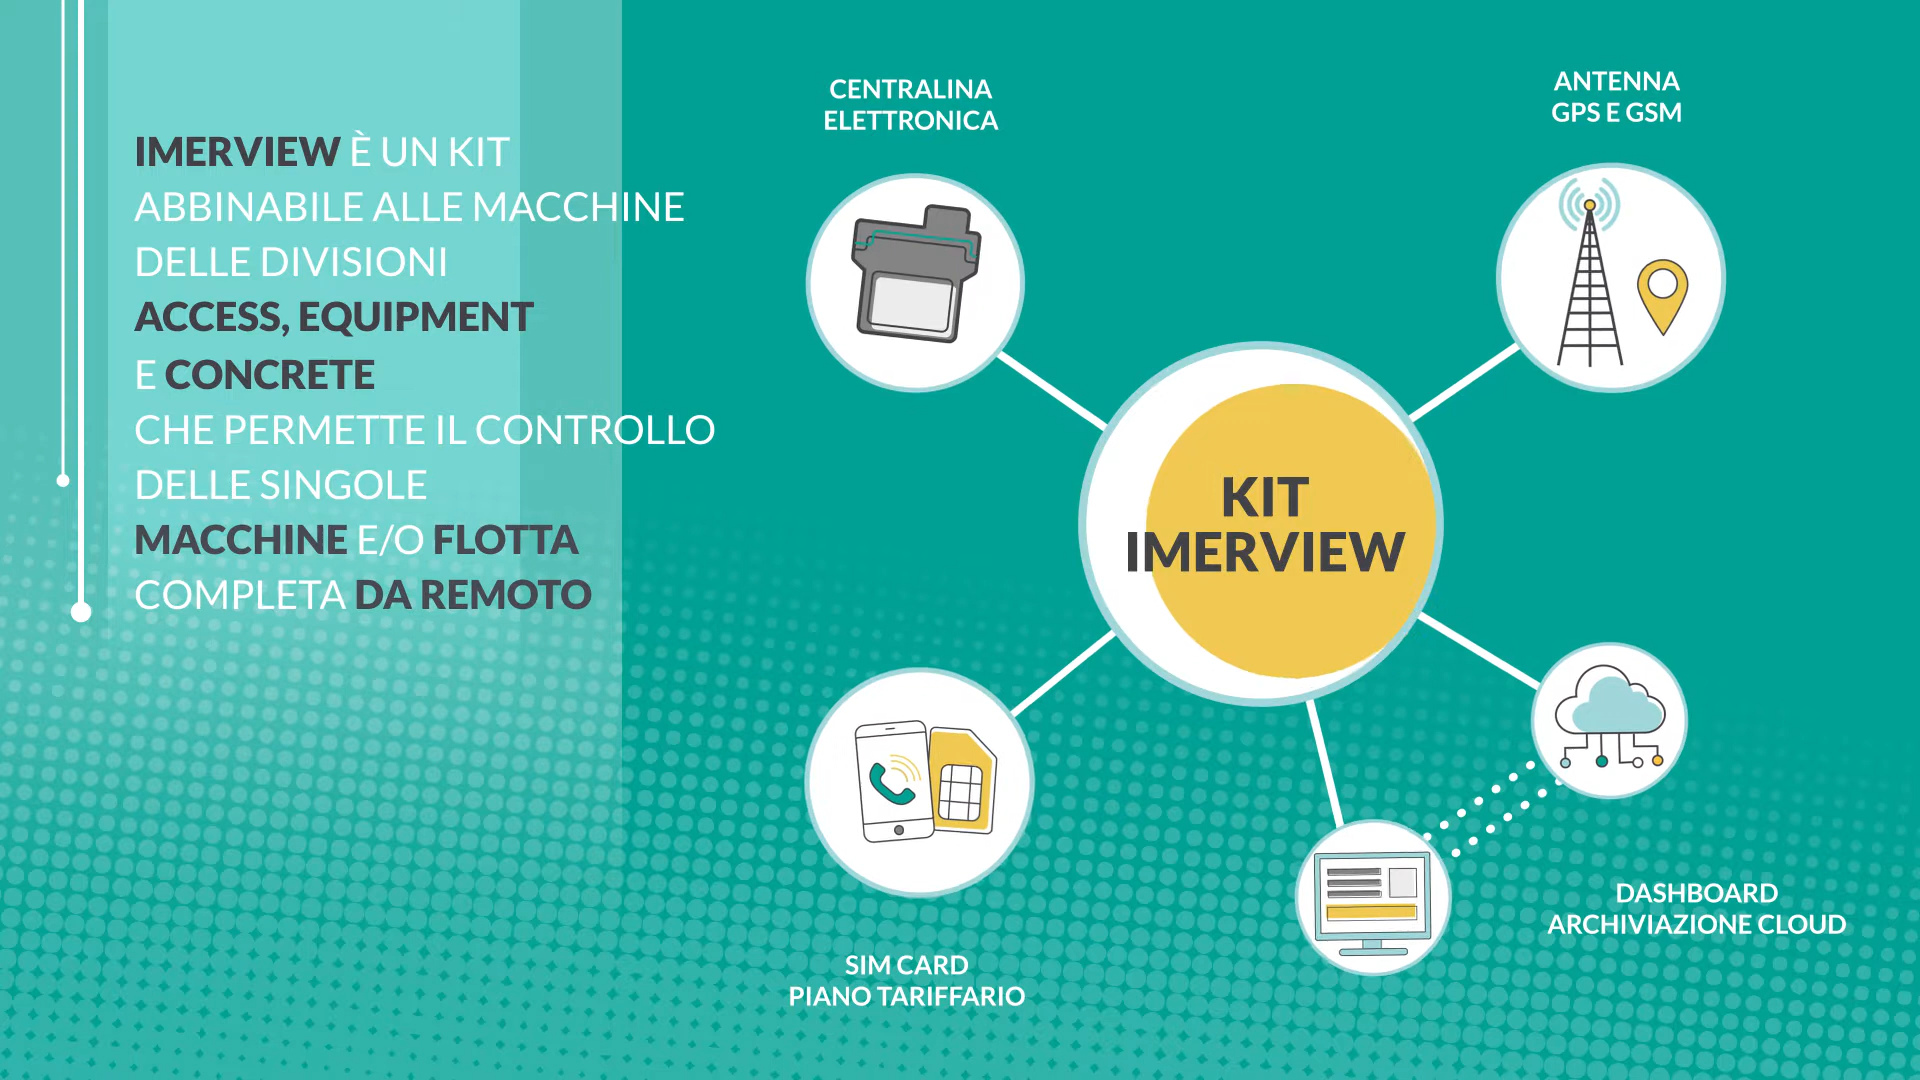 IMERVIEW È UN KIT
ABBINABILE ALLE MACCHINE
DELLE DIVISIONI
ACCESS, EQUIPMENT
E CONCRETE
CHE PERMETTE IL CONTROLLO
DELLE SINGOLE
MACCHINE E/O FLOTTA
COMPLETA DA REMOTO
CENTRALINA
ELETTRONICA
ANTENNA
GPS E GSM
KIT
IMERVIEW
SIM CARD
PIANO TARIFFARIO
DASHBOARD
ARCHIVIAZIONE CLOUD